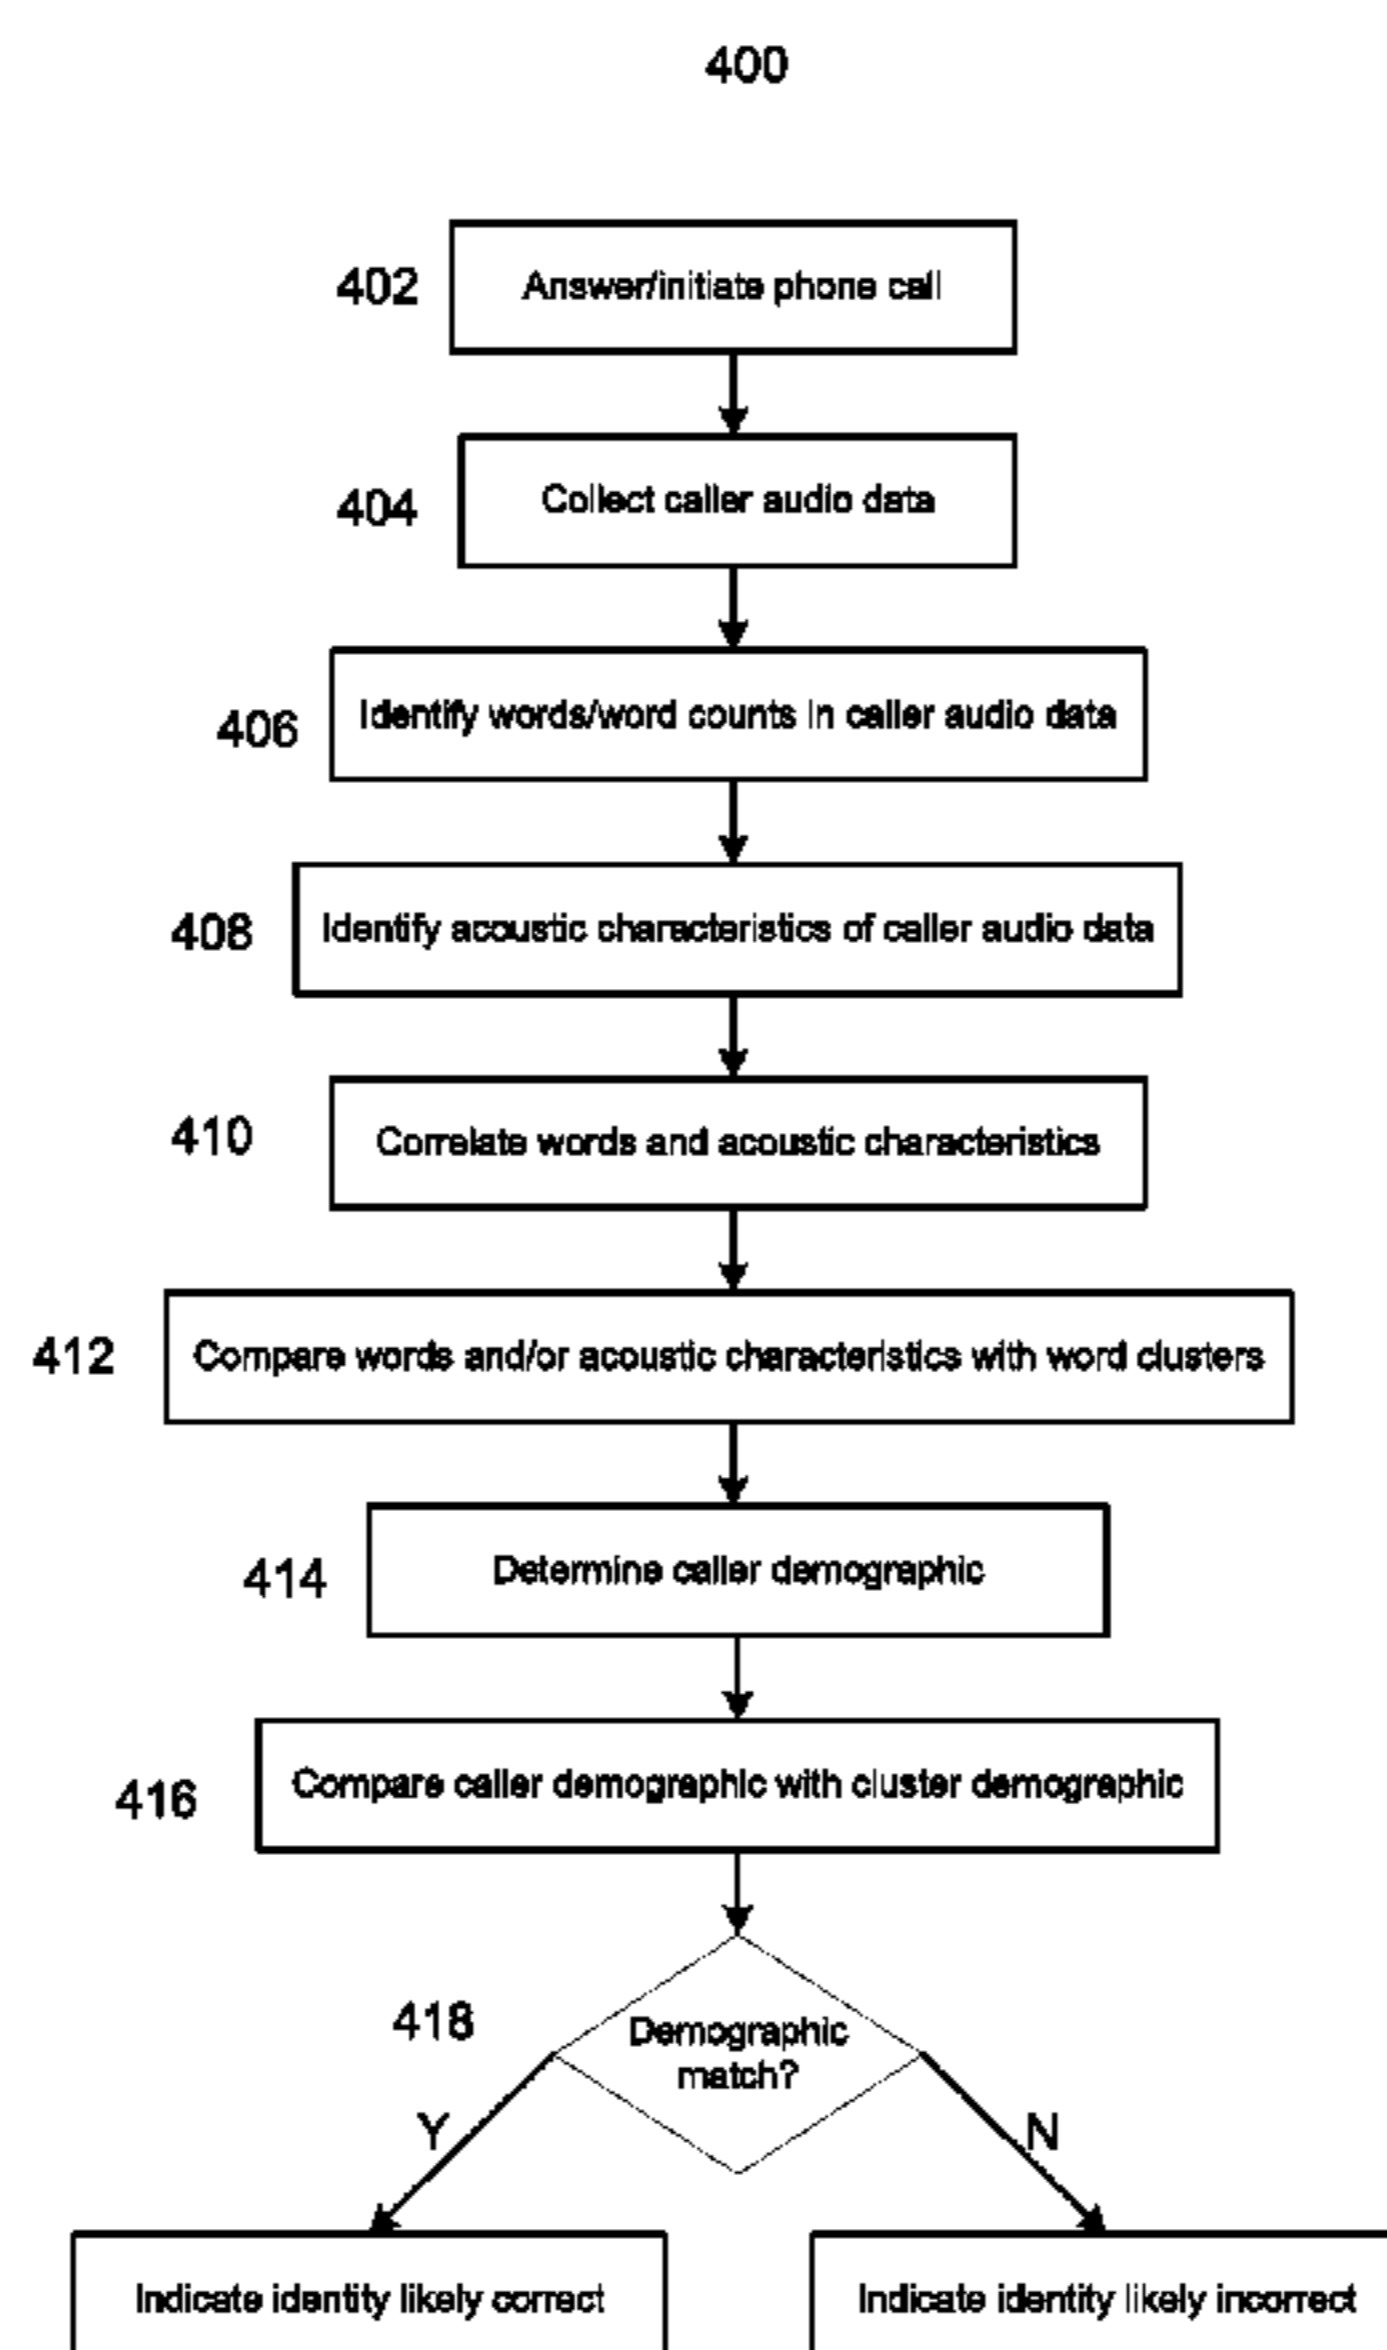 400
402
Answer/initiate phone call
404
Collect caller audio data
406
Identify words/word counts in caller audio data
408
Identify acoustic characteristics of caller audio data
410
Correlate words and acoustic characteristics
412
Compare words and/or acoustic characteristics with word clusters
414
Determine caller demographic
416
Compare caller demographic with cluster demographic
418
Demographic
match?
Y
N
Indicate identity likely correct
Indicate identity likely incorrect